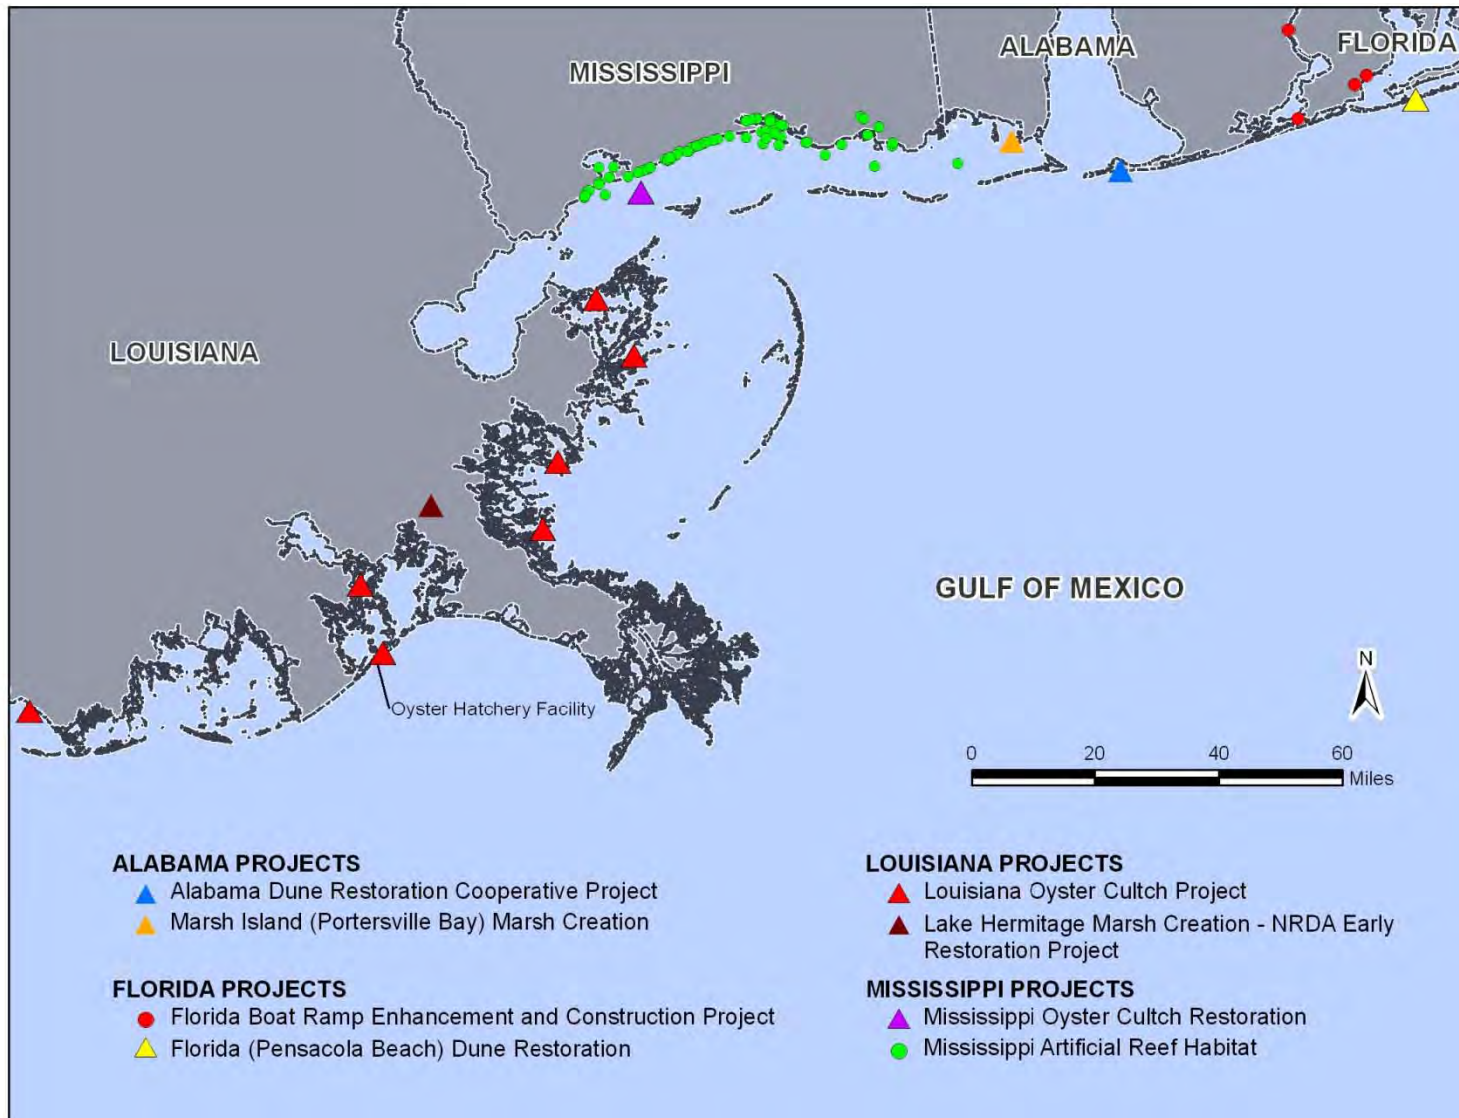 MISSISSIPPI
ALABAMA
FLORIDA
LOUISIANA
GULF OF MEXICO
N
0 20 40 60
Miles
Oyster Hatchery Facility
ALABAMA PROJECTS
Alabama Dune Restoration Cooperative Project
Marsh Island (Portersville Bay) Marsh Creation
FLORIDA PROJECTS
Florida Boat Ramp Enhancement and Construction Project
Florida (Pensacola Beach) Dune Restoration
LOUISIANA PROJECTS
Louisiana Oyster Cultch Project
Lake Hermitage Marsh Creation - NRDA Early
Restoration Project
MISSISSIPPI PROJECTS
Mississippi Oyster Cultch Restoration
Mississippi Artificial Reef Habitat